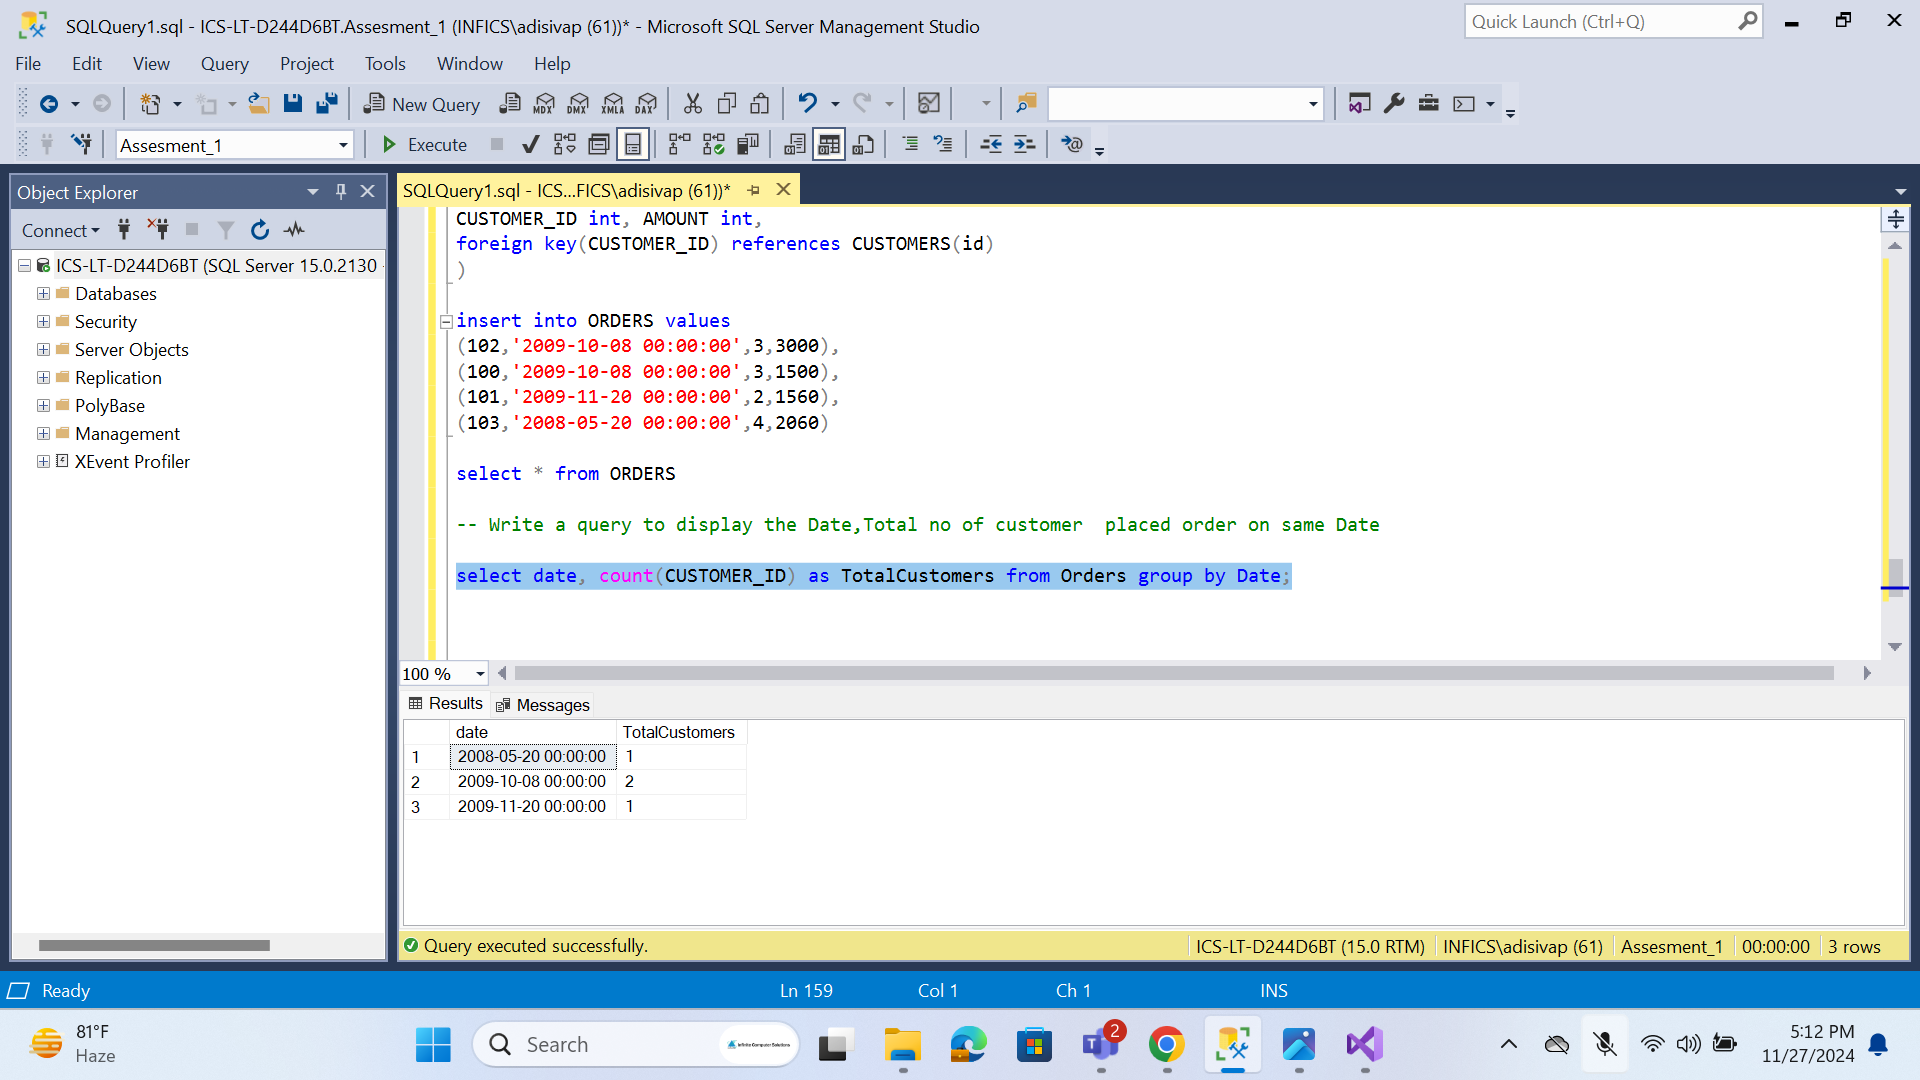 SQLQuery1.sql - ICS-LT-D244D6BT.Assesment_1 (INFICS\adisivap (61))* - Microsoft SQL Server Management Studio
Quick Launch (Ctrl+Q)
File Edit View Query Project Tools Window Help
New Query MDX DMX XMLA DAX
Assesment_1 Execute
Object Explorer
Connect
ICS-LT-D244D6BT (SQL Server 15.0.2130 -
Databases
Security
Server Objects
Replication
PolyBase
Management
XEvent Profiler
SQLQuery1.sql - ICS...FICS\adisivap (61))*
CUSTOMER_ID int, AMOUNT int,
foreign key(CUSTOMER_ID) references CUSTOMERS(id)
)
insert into ORDERS values
(102,'2009-10-08 00:00:00',3,3000),
(100,'2009-10-08 00:00:00',3,1500),
(101,'2009-11-20 00:00:00',2,1560),
(103,'2008-05-20 00:00:00',4,2060)
select * from ORDERS
-- Write a query to display the Date,Total no of customer  placed order on same Date
select date, count(CUSTOMER_ID) as TotalCustomers from Orders group by Date;
100 %
Results Messages
date TotalCustomers
1 2008-05-20 00:00:00 1
2 2009-10-08 00:00:00 2
3 2009-11-20 00:00:00 1
Query executed successfully. ICS-LT-D244D6BT (15.0 RTM) INFICS\adisivap (61) Assesment_1 00:00:00 3 rows
Ready Ln 159 Col 1 Ch 1 INS
81°F
Haze
Search
Infinite Computer Solutions
2
5:12 PM
11/27/2024